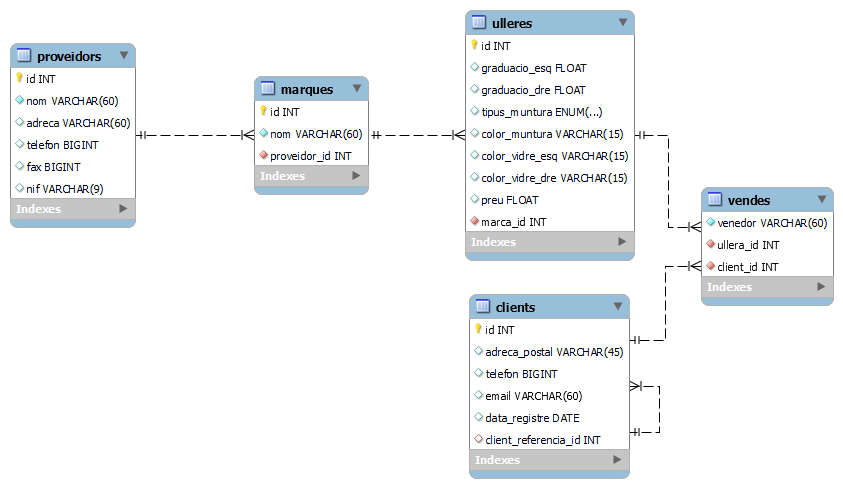 proveidors
id INT
nom VARCHAR(60)
adreca VARCHAR(60)
telefon BIGINT
fax BIGINT
nif VARCHAR(9)
Indexes
marques
id INT
nom VARCHAR(60)
proveidor_id INT
Indexes
ulleres
id INT
graduacio_esq FLOAT
graduacio_dre FLOAT
tipus_muntura ENUM(...)
color_muntura VARCHAR(15)
color_vidre_esq VARCHAR(15)
color_vidre_dre VARCHAR(15)
preu FLOAT
marca_id INT
Indexes
vendes
venedor VARCHAR(60)
ullera_id INT
client_id INT
Indexes
clients
id INT
adreca_postal VARCHAR(45)
telefon BIGINT
email VARCHAR(60)
data_registre DATE
client_referencia_id INT
Indexes